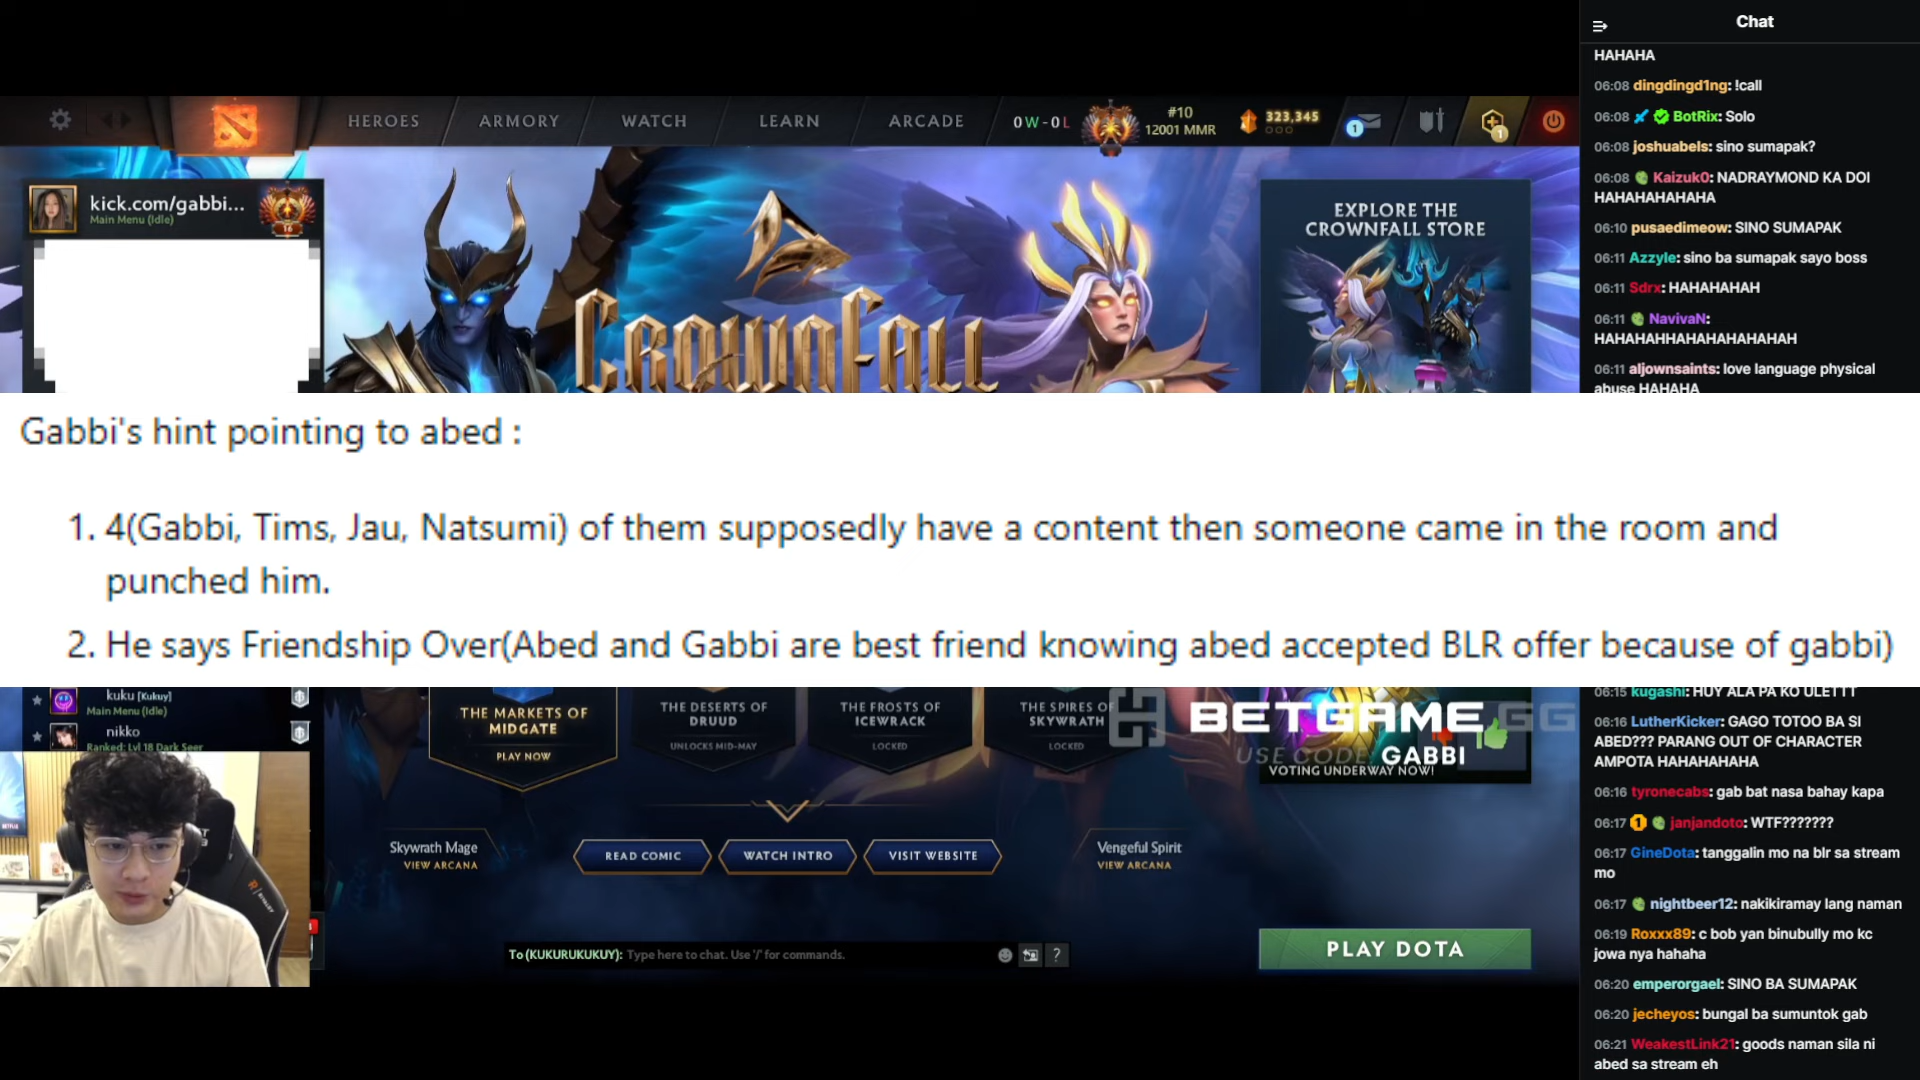 HEROES
ARMORY
WATCH
LEARN
ARCADE
0W-0L
#10
12001 MMR
323,345
1
1
kick.com/gabbi...
Main Menu (Idle)
16
CROWNFALL
EXPLORE THE
CROWNFALL STORE
Gabbi's hint pointing to abed :
1. 4(Gabbi, Tims, Jau, Natsumi) of them supposedly have a content then someone came in the room and
punched him.
2. He says Friendship Over(Abed and Gabbi are best friend knowing abed accepted BLR offer because of gabbi)
kuku [Kukuy]
Main Menu (Idle)
nikko
Ranked: Lvl 18 Dark Seer
THE MARKETS OF
MIDGATE
PLAY NOW
THE DESERTS OF
DRUUD
UNLOCKS MID-MAY
THE FROSTS OF
ICEWRACK
LOCKED
THE SPIRES OF
SKYWRATH
LOCKED
BETGAME.GG
USE CODE GABBI
VOTING UNDERWAY NOW!
Skywrath Mage
VIEW ARCANA
READ COMIC
WATCH INTRO
VISIT WEBSITE
Vengeful Spirit
VIEW ARCANA
To (KUKURUKUKUY): Type here to chat. Use '/' for commands.
?
PLAY DOTA
Chat
HAHAHA
06:08 dingdingd1ng: !call
06:08 BotRix: Solo
06:08 joshuabels: sino sumapak?
06:08 Kaizuk0: NADRAYMOND KA DOI
HAHAHAHAHAHA
06:10 pusaedimeow: SINO SUMAPAK
06:11 Azzyle: sino ba sumapak sayo boss
06:11 Sdrx: HAHAHAHAH
06:11 NavivaN:
HAHAHAHHAHAHAHAHAHAH
06:11 aljownsaints: love language physical
abuse HAHAHA
06:15 kugashi: HUY ALA PA KO ULETTT
06:16 LutherKicker: GAGO TOTOO BA SI
ABED??? PARANG OUT OF CHARACTER
AMPOTA HAHAHAHAHA
06:16 tyronecabs: gab bat nasa bahay kapa
06:17 1 janjandoto: WTF???????
06:17 GineDota: tanggalin mo na blr sa stream
mo
06:17 nightbeer12: nakikiramay lang naman
06:19 Roxxx89: c bob yan binubully mo kc
jowa nya hahaha
06:20 emperorgael: SINO BA SUMAPAK
06:20 jecheyos: bungal ba sumuntok gab
06:21 WeakestLink21: goods naman sila ni
abed sa stream eh